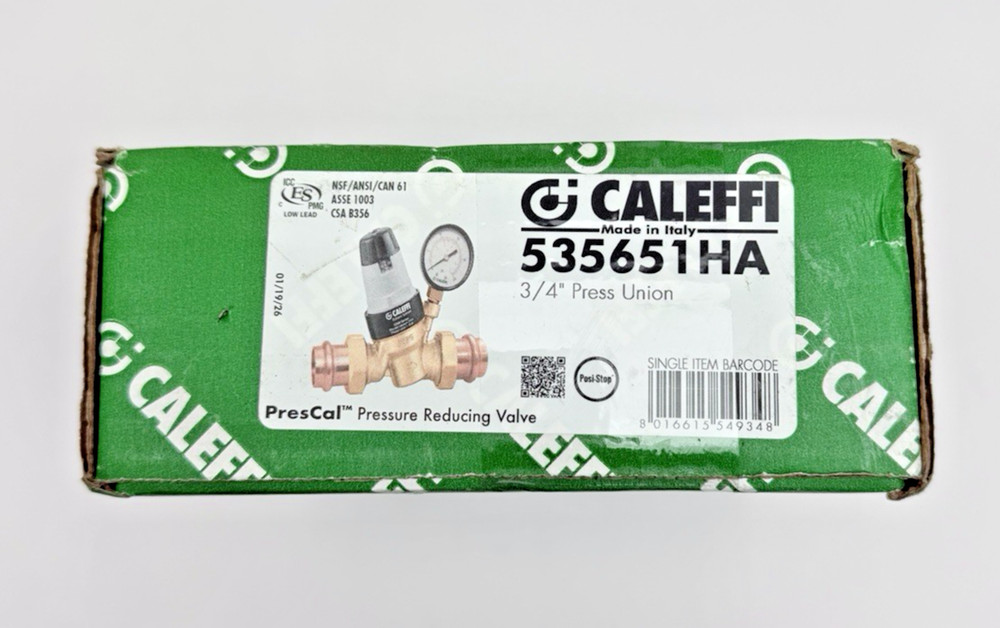 ICC
ES
C PMG
LOW LEAD
NSF/ANSI/CAN 61
ASSE 1003
CSA B356
CALEFFI
Made in Italy
535651HA
3/4" Press Union
01/19/26
CALEFFI
SINGLE ITEM BARCODE
Posi-Stop
8 016615 549348
PresCal™ Pressure Reducing Valve
CALEFFI
CALEFFI
CALEFFI